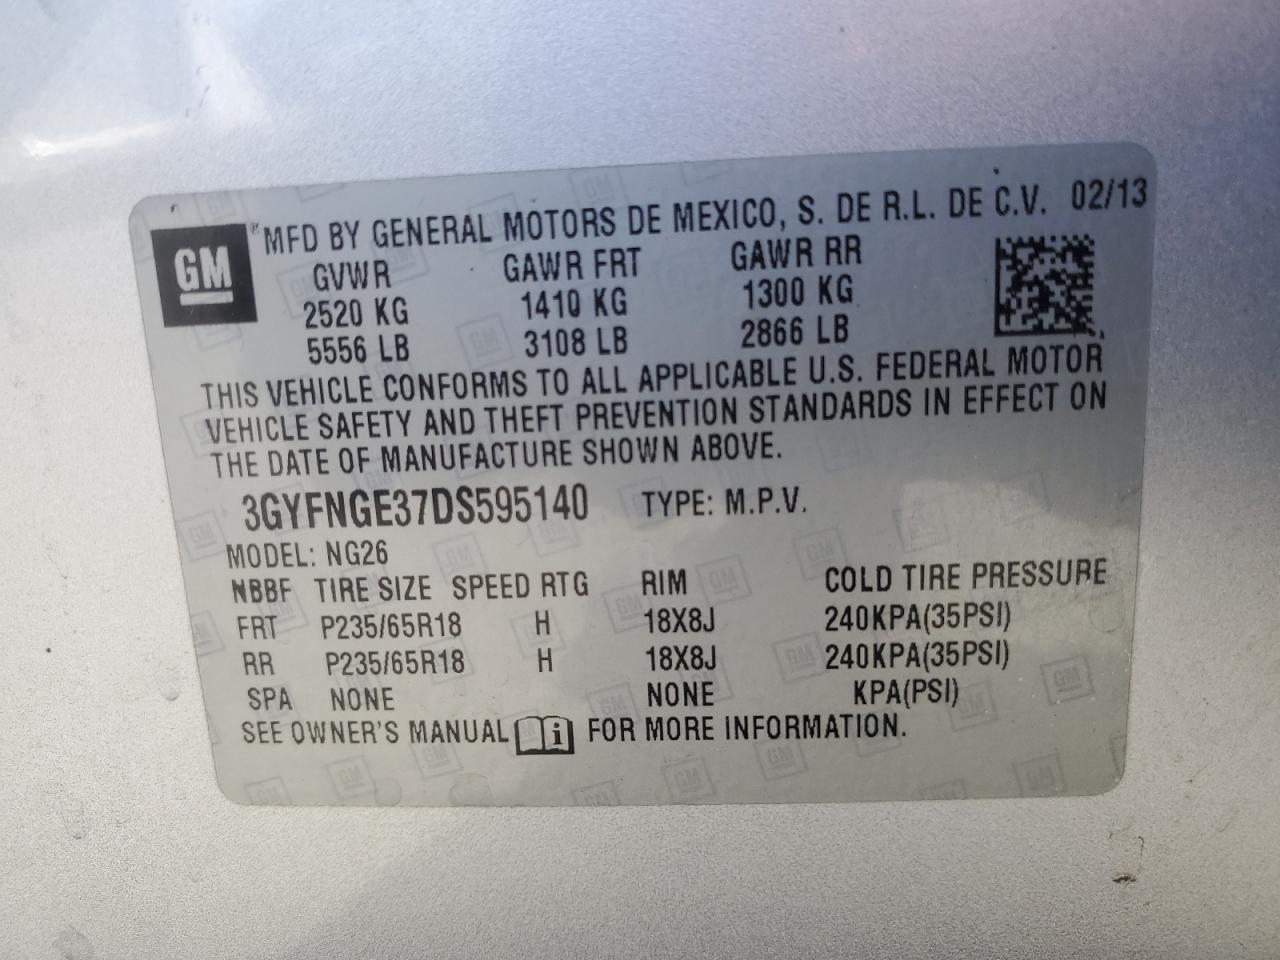 GM ® MFD BY GENERAL MOTORS DE MEXICO, S. DE R.L. DE C.V. 02/13
GVWR GAWR FRT GAWR RR
2520 KG 1410 KG 1300 KG
5556 LB 3108 LB 2866 LB
THIS VEHICLE CONFORMS TO ALL APPLICABLE U.S. FEDERAL MOTOR
VEHICLE SAFETY AND THEFT PREVENTION STANDARDS IN EFFECT ON
THE DATE OF MANUFACTURE SHOWN ABOVE.
3GYFNGE37DS595140 TYPE: M.P.V.
MODEL: NG26
NBBF TIRE SIZE SPEED RTG RIM COLD TIRE PRESSURE
FRT P235/65R18 H 18X8J 240KPA(35PSI)
RR P235/65R18 H 18X8J 240KPA(35PSI)
SPA NONE NONE KPA(PSI)
SEE OWNER'S MANUAL i FOR MORE INFORMATION.